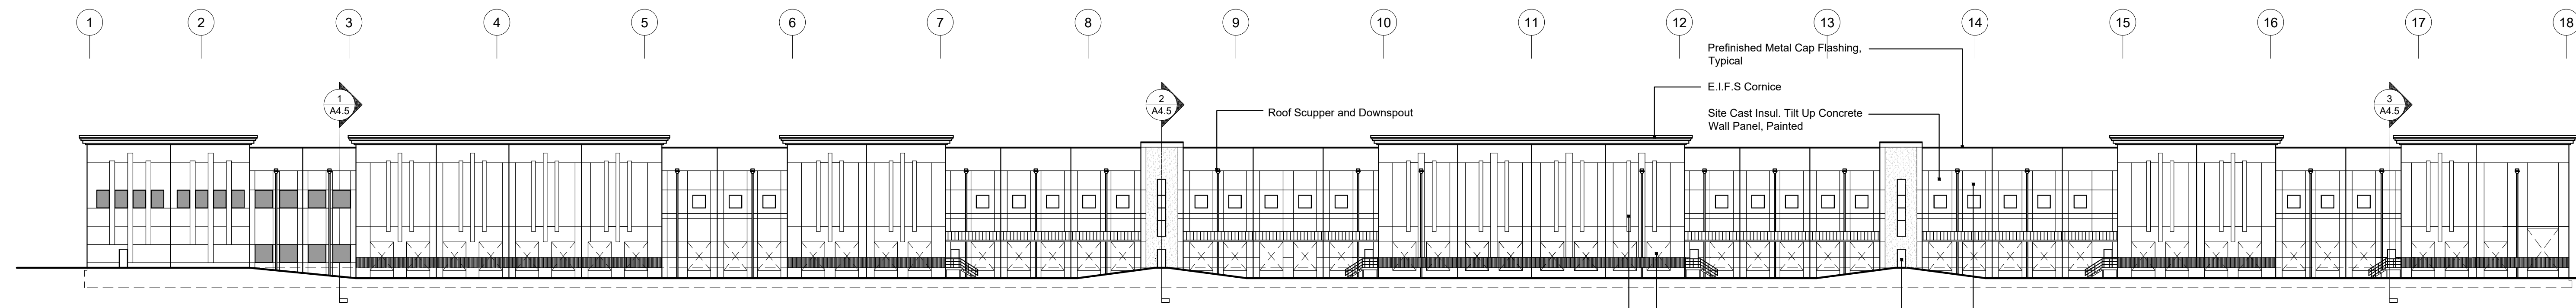 1 2 3 4 5 6 7 8 9 10 11 12 13 14 15 16 17 18
Prefinished Metal Cap Flashing,
Typical
E.I.F.S Cornice
Site Cast Insul. Tilt Up Concrete
Wall Panel, Painted
Roof Scupper and Downspout
1
A4.5
2
A4.5
3
A4.5